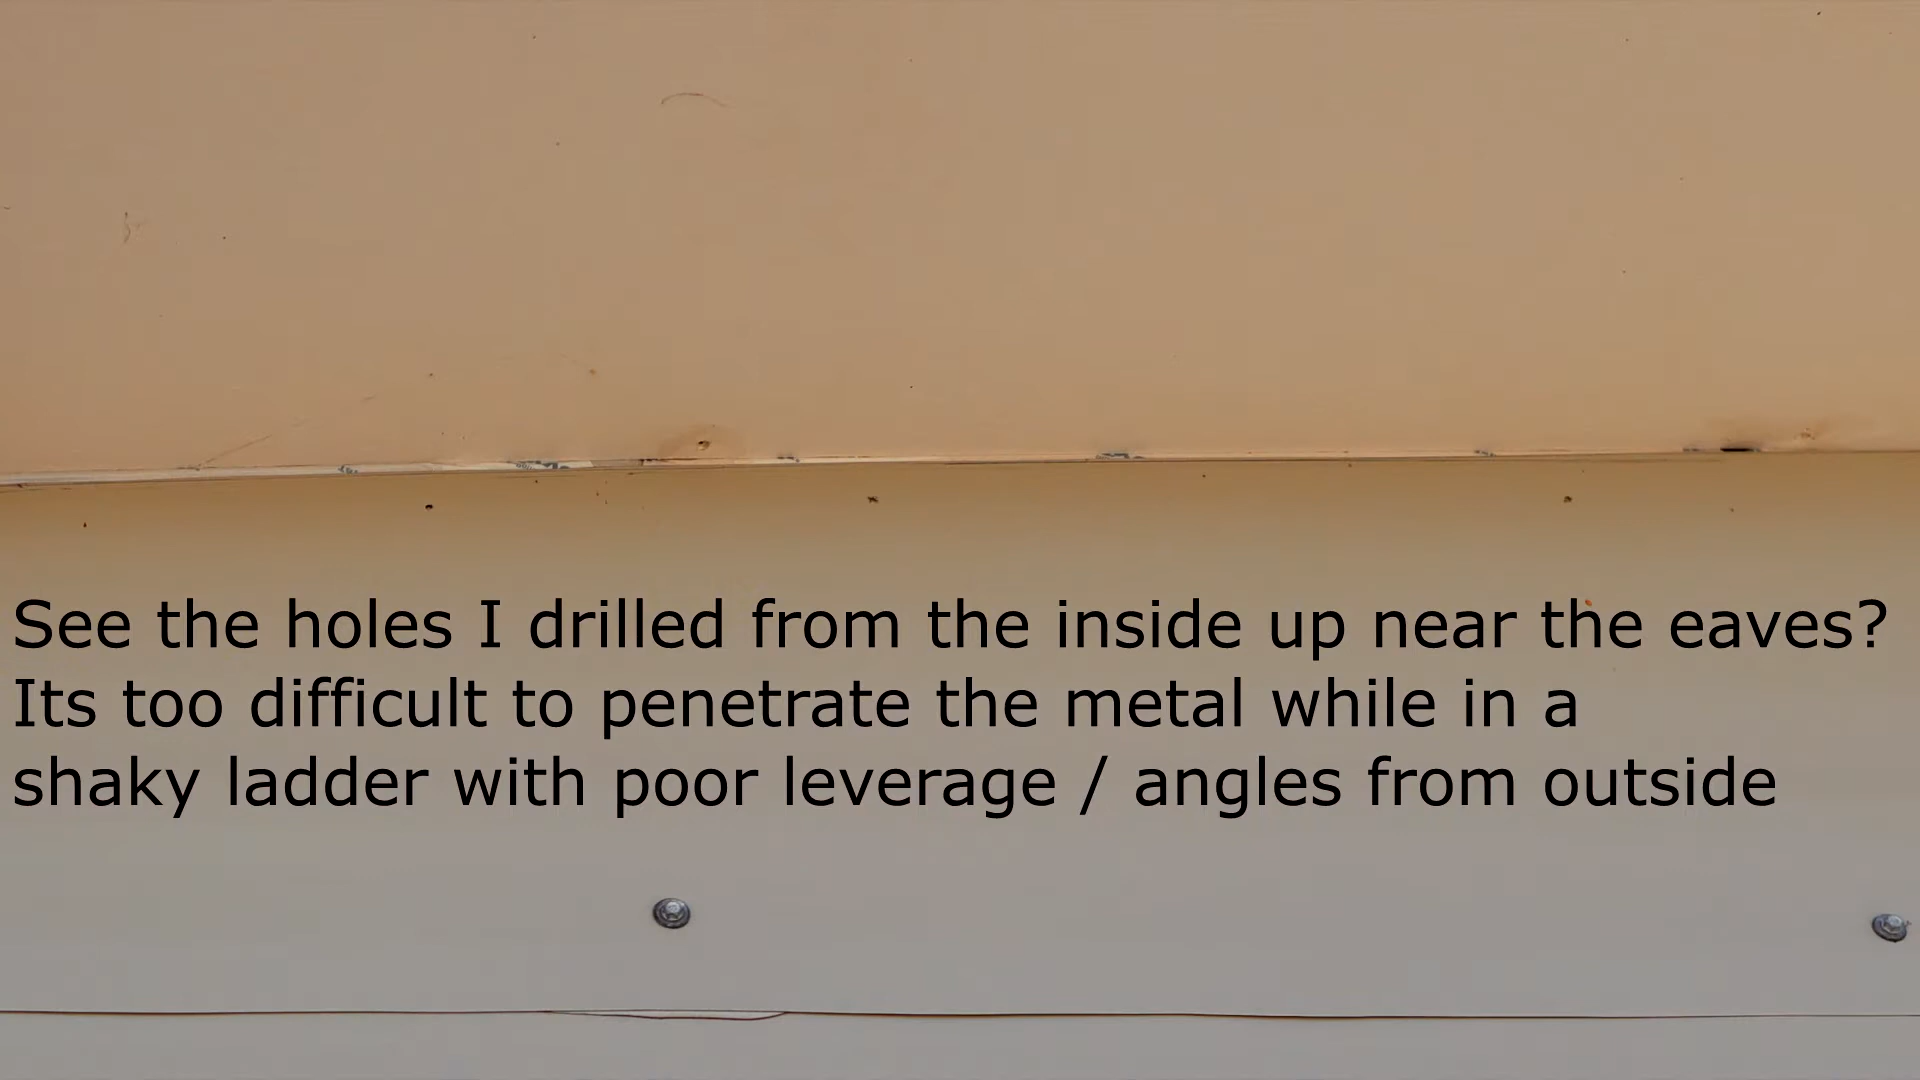 See the holes I drilled from the inside up near the eaves?
Its too difficult to penetrate the metal while in a
shaky ladder with poor leverage / angles from outside